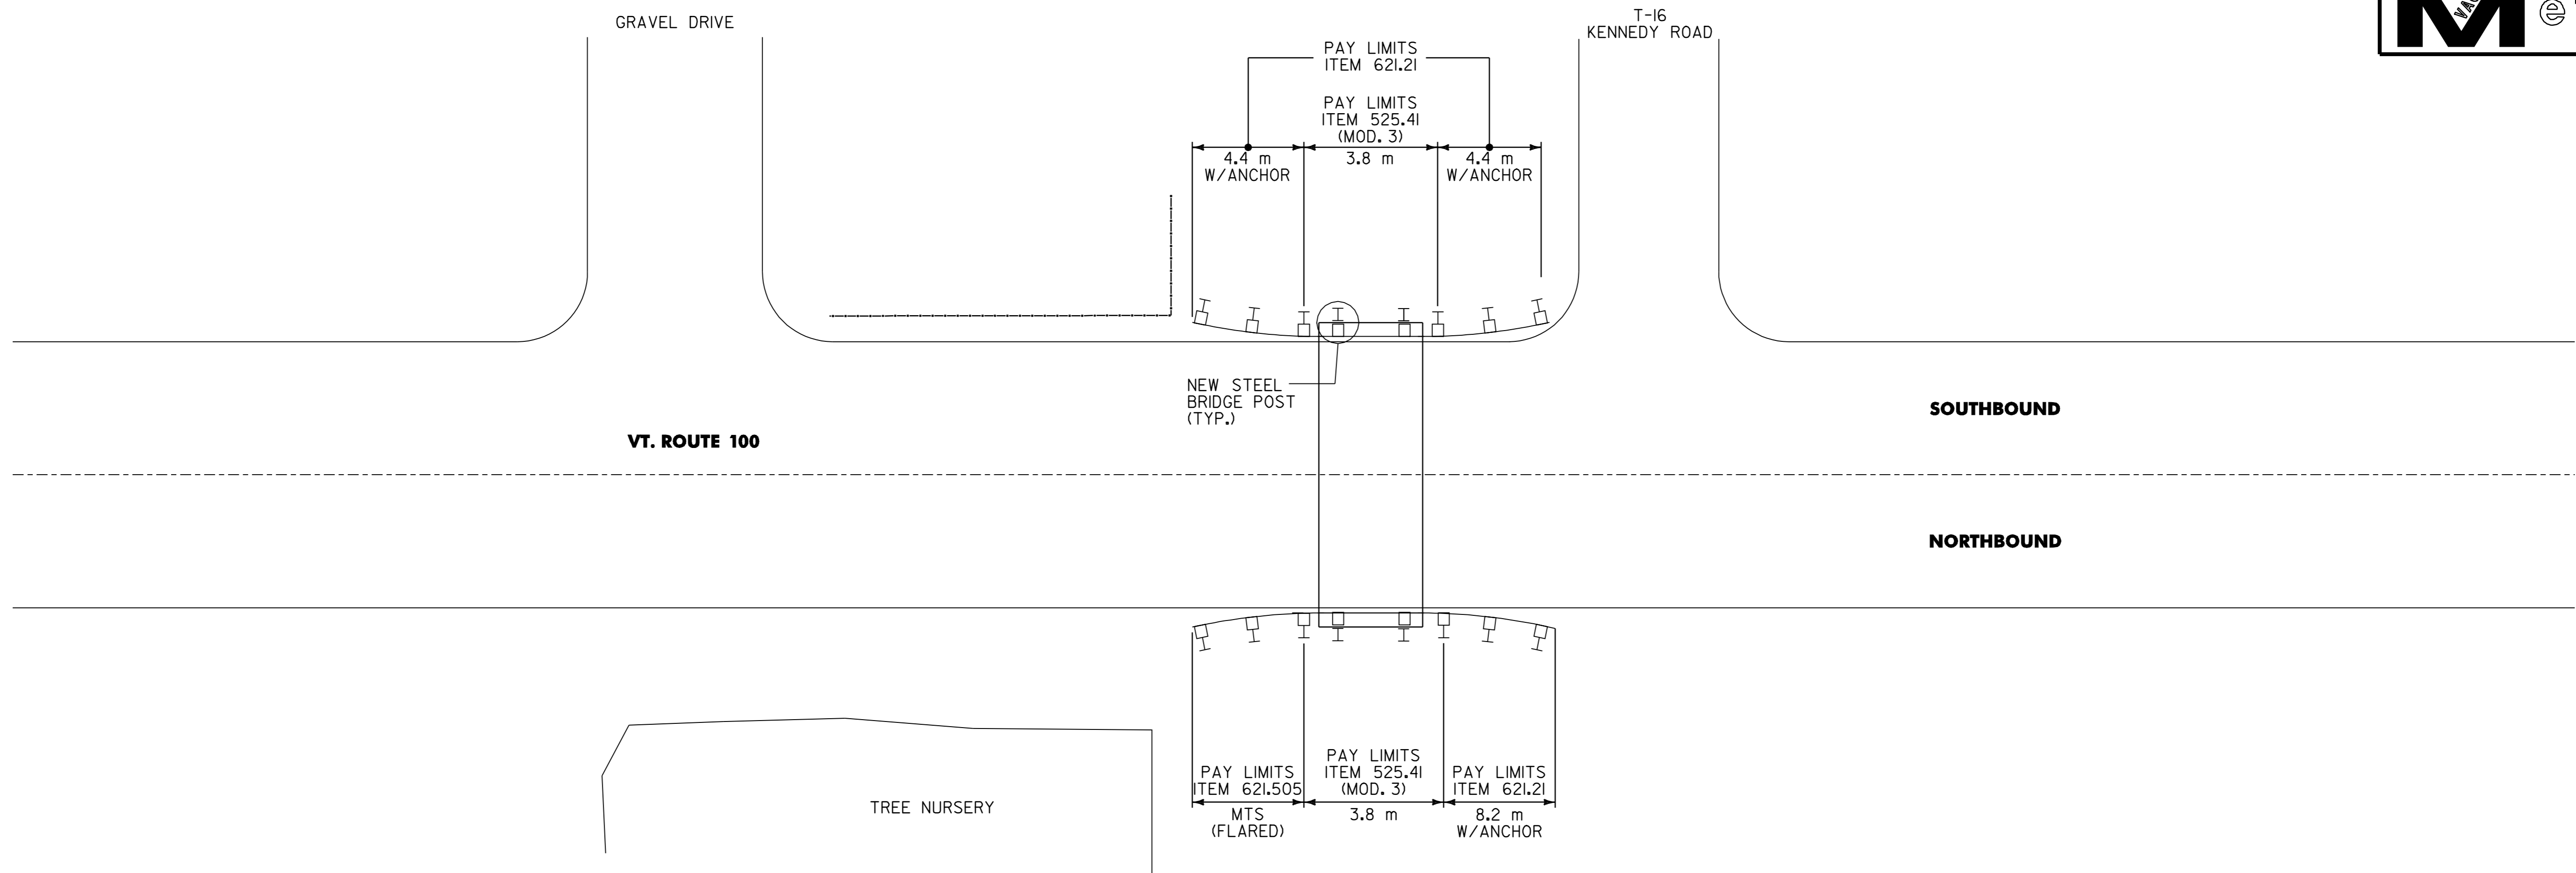 GRAVEL DRIVE
T-16
KENNEDY ROAD
PAY LIMITS
ITEM 621.21
PAY LIMITS
ITEM 525.41
(MOD. 3)
4.4 m
W/ANCHOR
3.8 m
4.4 m
W/ANCHOR
NEW STEEL
BRIDGE POST
(TYP.)
VT. ROUTE 100
SOUTHBOUND
NORTHBOUND
TREE NURSERY
PAY LIMITS
ITEM 621.505
MTS
(FLARED)
PAY LIMITS
ITEM 525.41
(MOD. 3)
3.8 m
PAY LIMITS
ITEM 621.21
8.2 m
W/ANCHOR